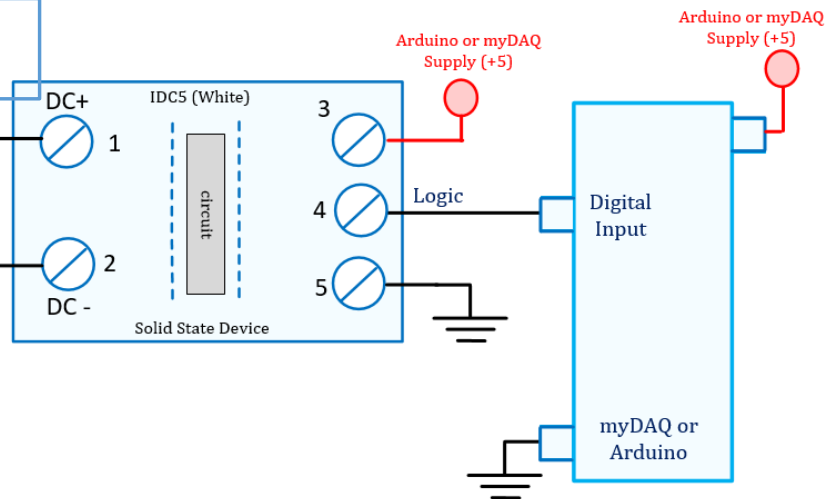 Arduino or myDAQ
Supply (+5)
Arduino or myDAQ
Supply (+5)
DC+
IDC5 (White)
3
1
circuit
4
Logic
Digital
Input
2
5
DC -
Solid State Device
myDAQ or
Arduino